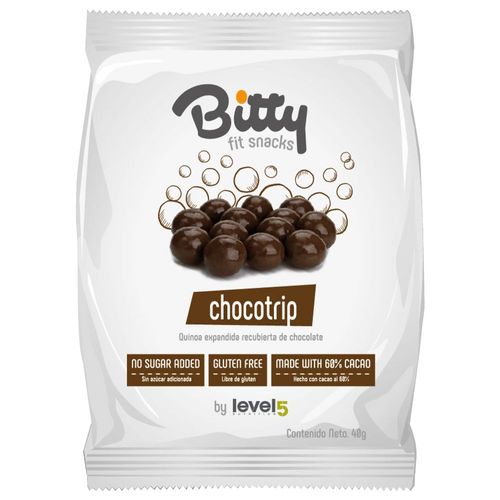 Bitty
fit snacks
chocotrip
Quinoa expandida recubierta de chocolate
NO SUGAR ADDED
Sin azúcar adicionada
GLUTEN FREE
Libre de gluten
MADE WITH 60% CACAO
Hecho con cacao al 60%
by level5
nutrition
Contenido Neto. 40g